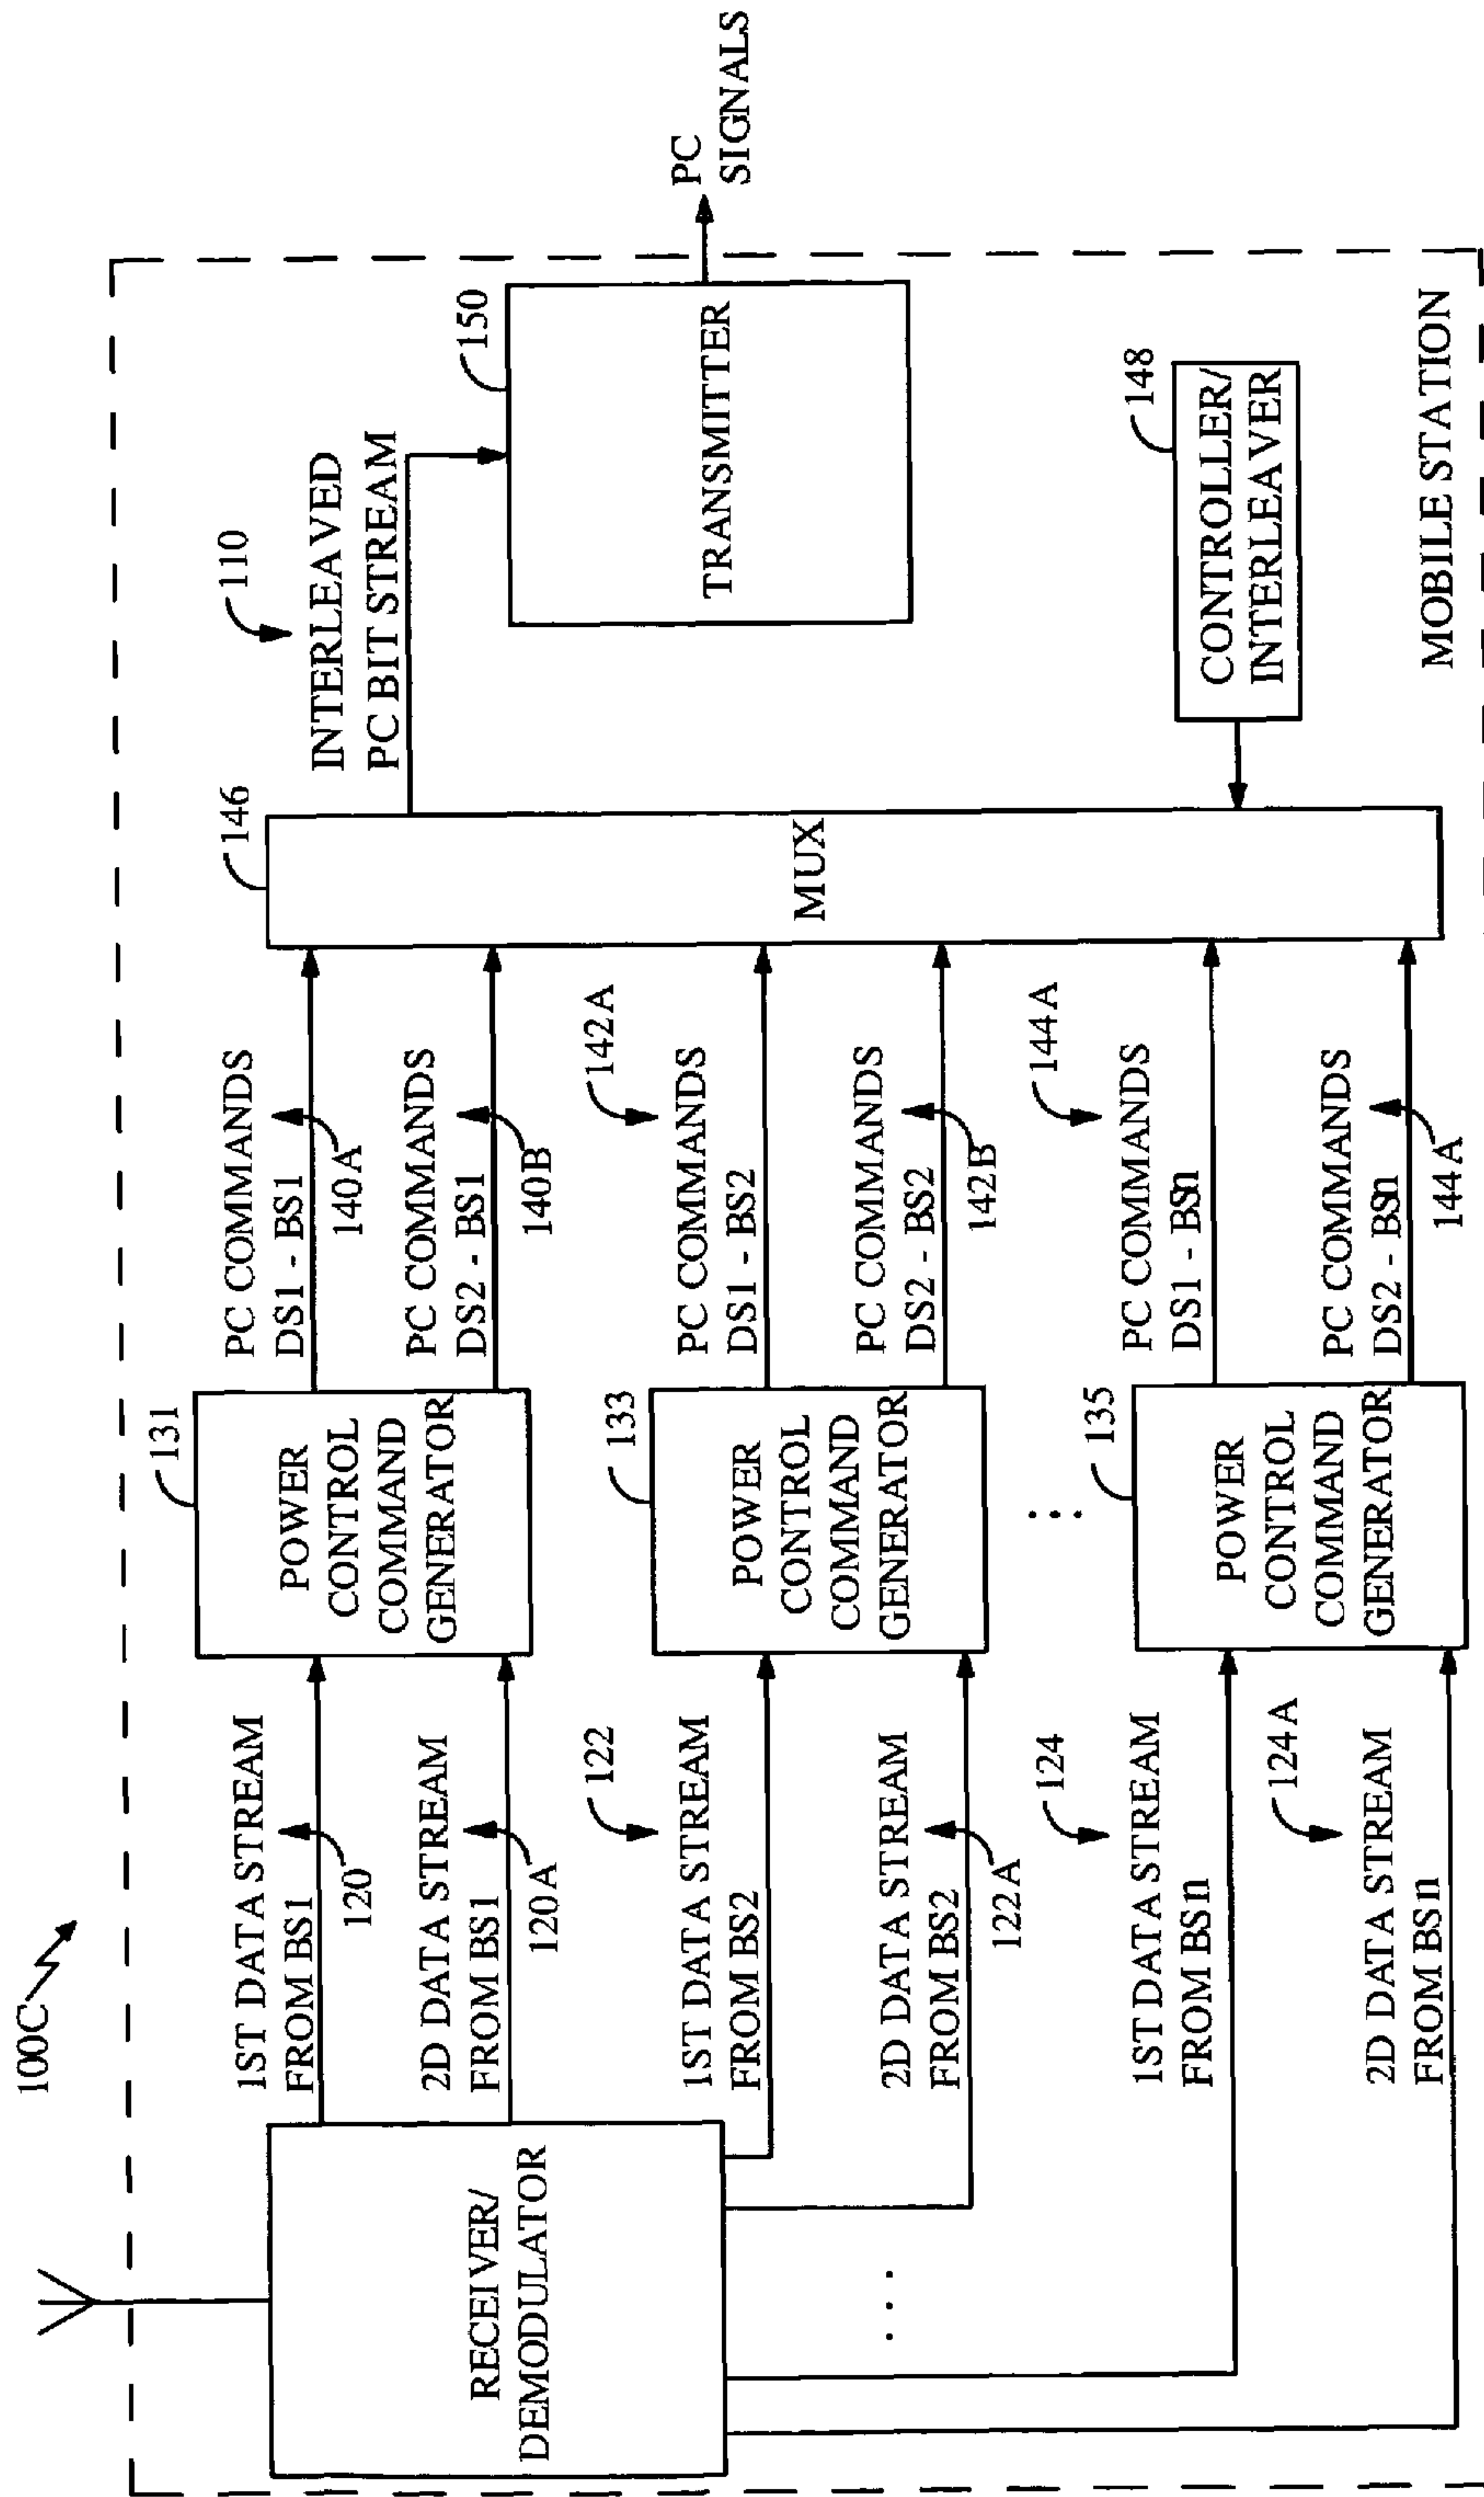 100C
RECEIVER/
DEMODULATOR
1ST DATA STREAM
FROM BS1
120
2D DATA STREAM
FROM BS1
120A
122
1ST DATA STREAM
FROM BS2
2D DATA STREAM
FROM BS2
122A
124
1ST DATA STREAM
FROM BSn
124A
2D DATA STREAM
FROM BSn
131
POWER
CONTROL
COMMAND
GENERATOR
133
POWER
CONTROL
COMMAND
GENERATOR
135
POWER
CONTROL
COMMAND
GENERATOR
PC COMMANDS
DS1 - BS1
140A
PC COMMANDS
DS2 - BS1
140B
142A
PC COMMANDS
DS1 - BS2
PC COMMANDS
DS2 - BS2
142B
144A
PC COMMANDS
DS1 - BSn
PC COMMANDS
DS2 - BSn
144A
146
MUX
110
INTERLEAVED
PC BIT STREAM
150
TRANSMITTER
148
CONTROLLER/
INTERLEAVER
MOBILE STATION
PC
SIGNALS